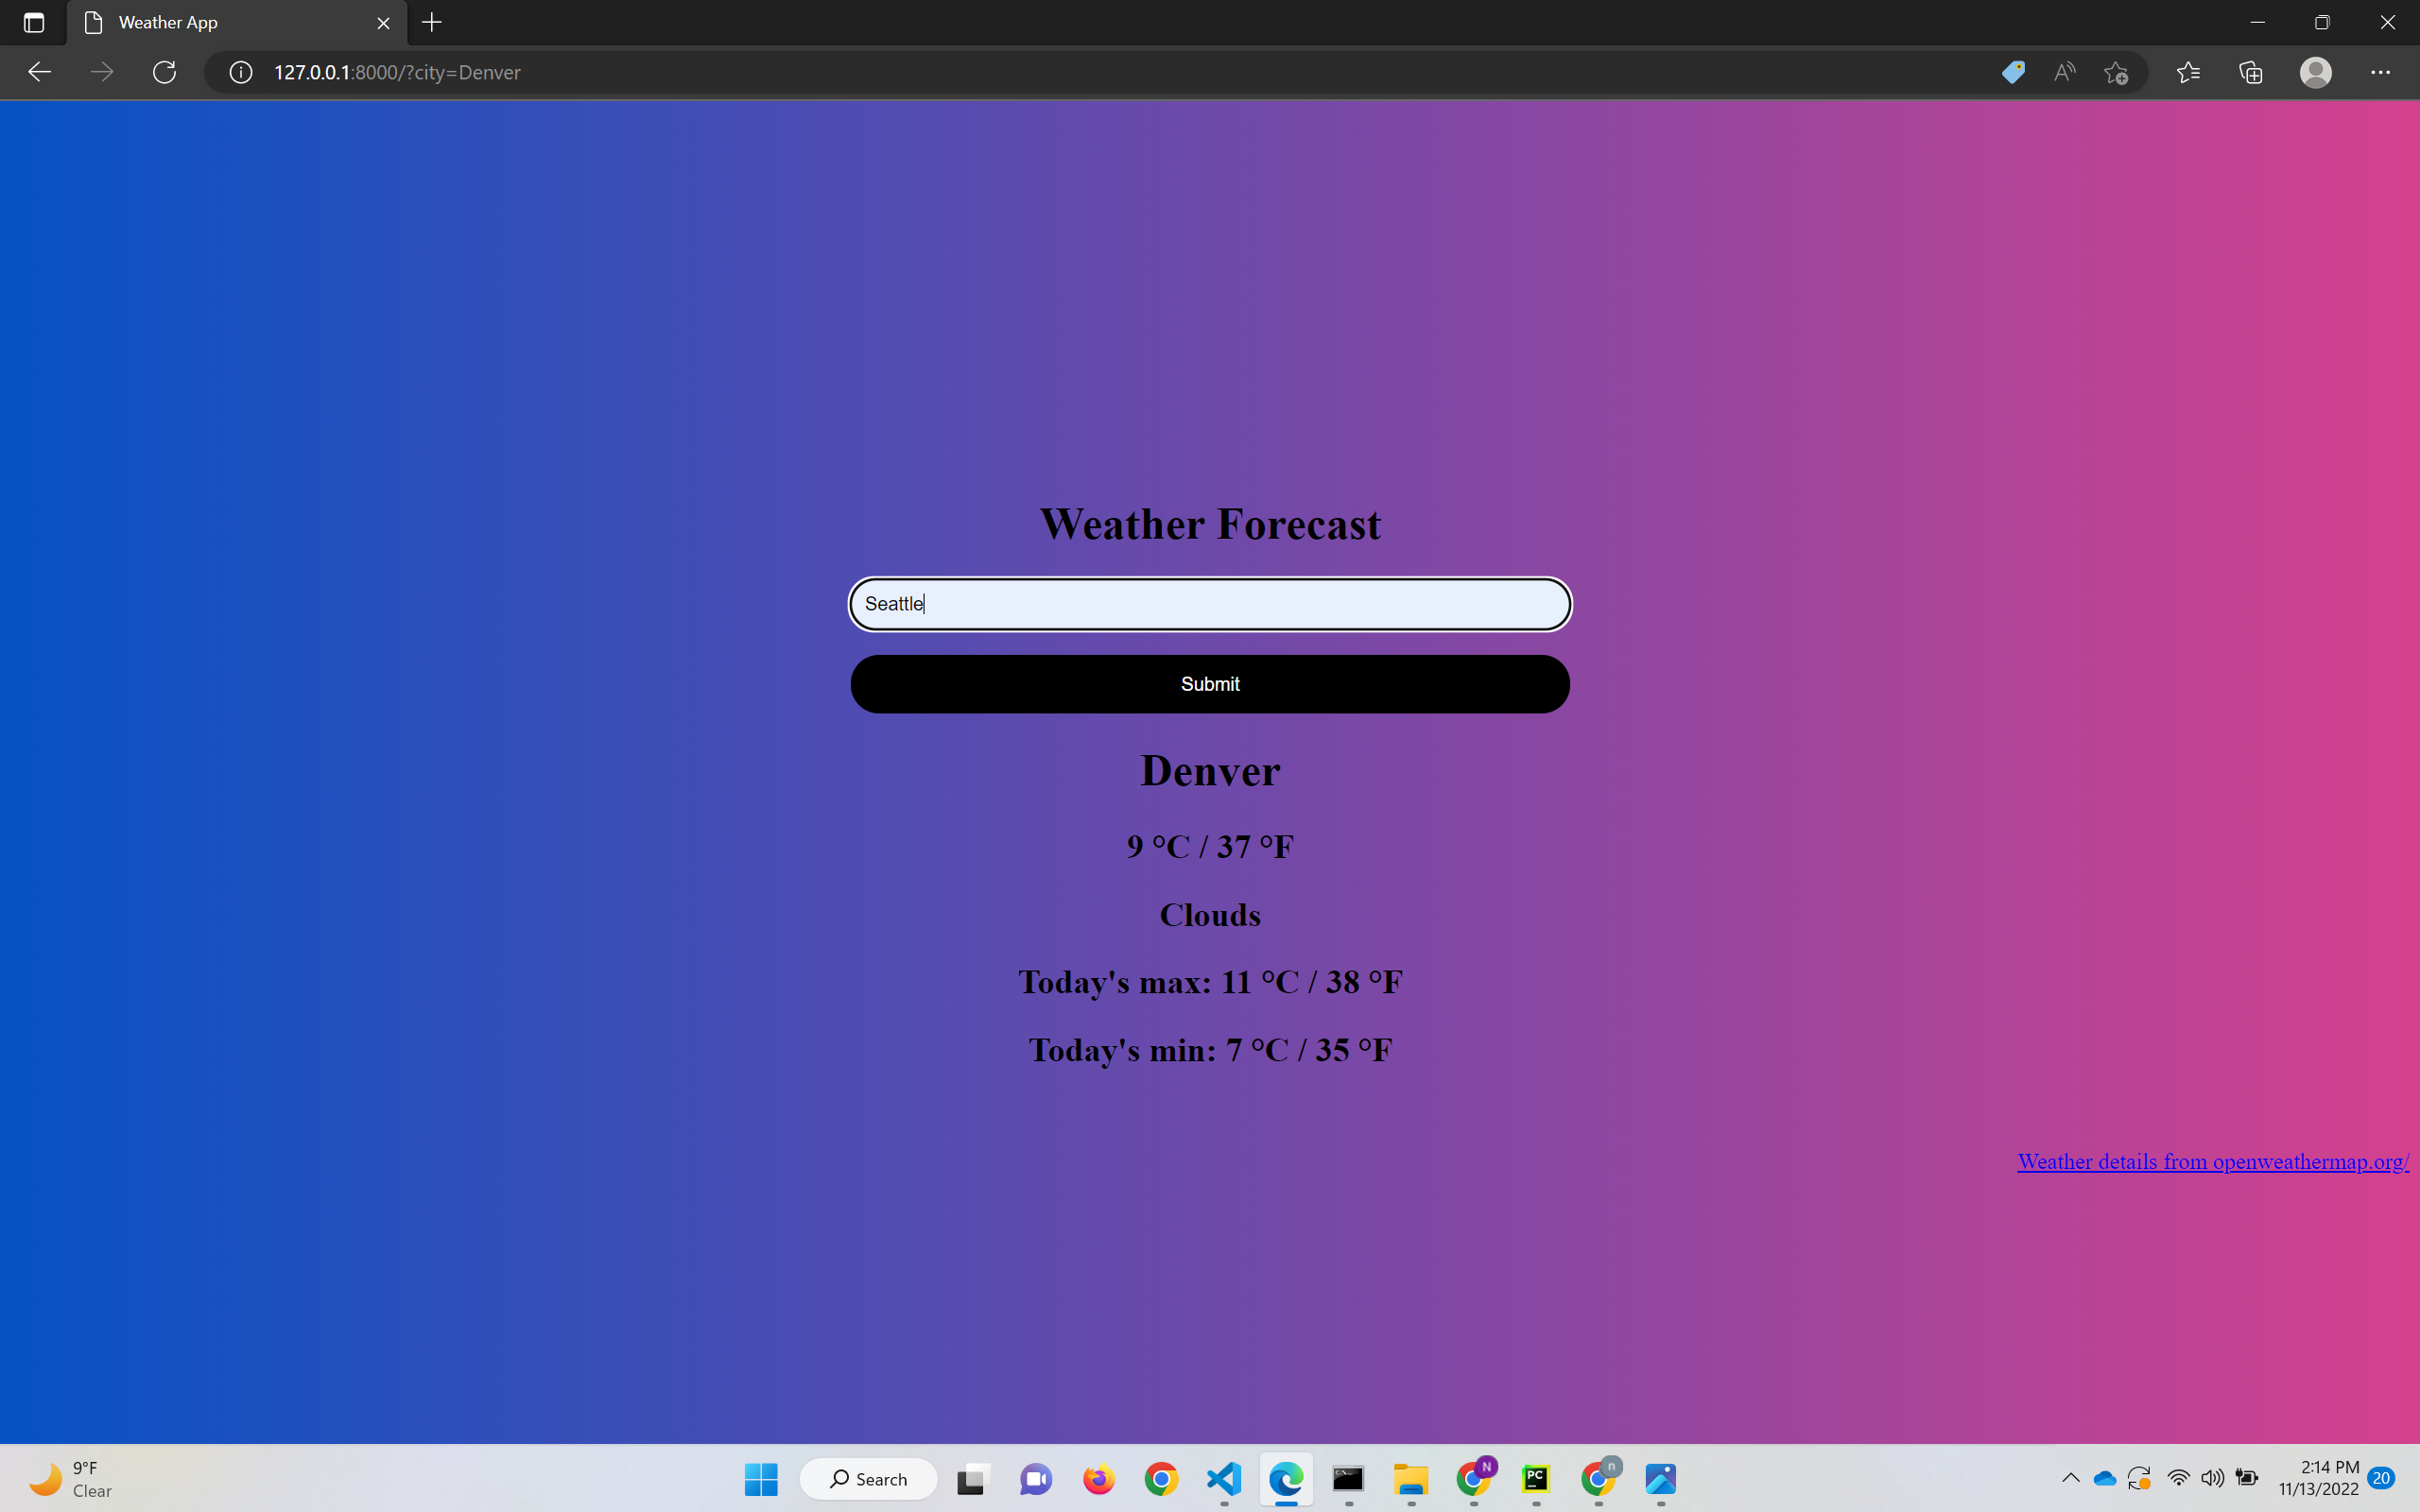 Weather App
127.0.0.1:8000/?city=Denver
Weather Forecast
Seattle
Submit
Denver
9 °C / 37 °F
Clouds
Today's max: 11 °C / 38 °F
Today's min: 7 °C / 35 °F
Weather details from openweathermap.org/
9°F
Clear
Search
N
PC
n
2:14 PM
11/13/2022
20